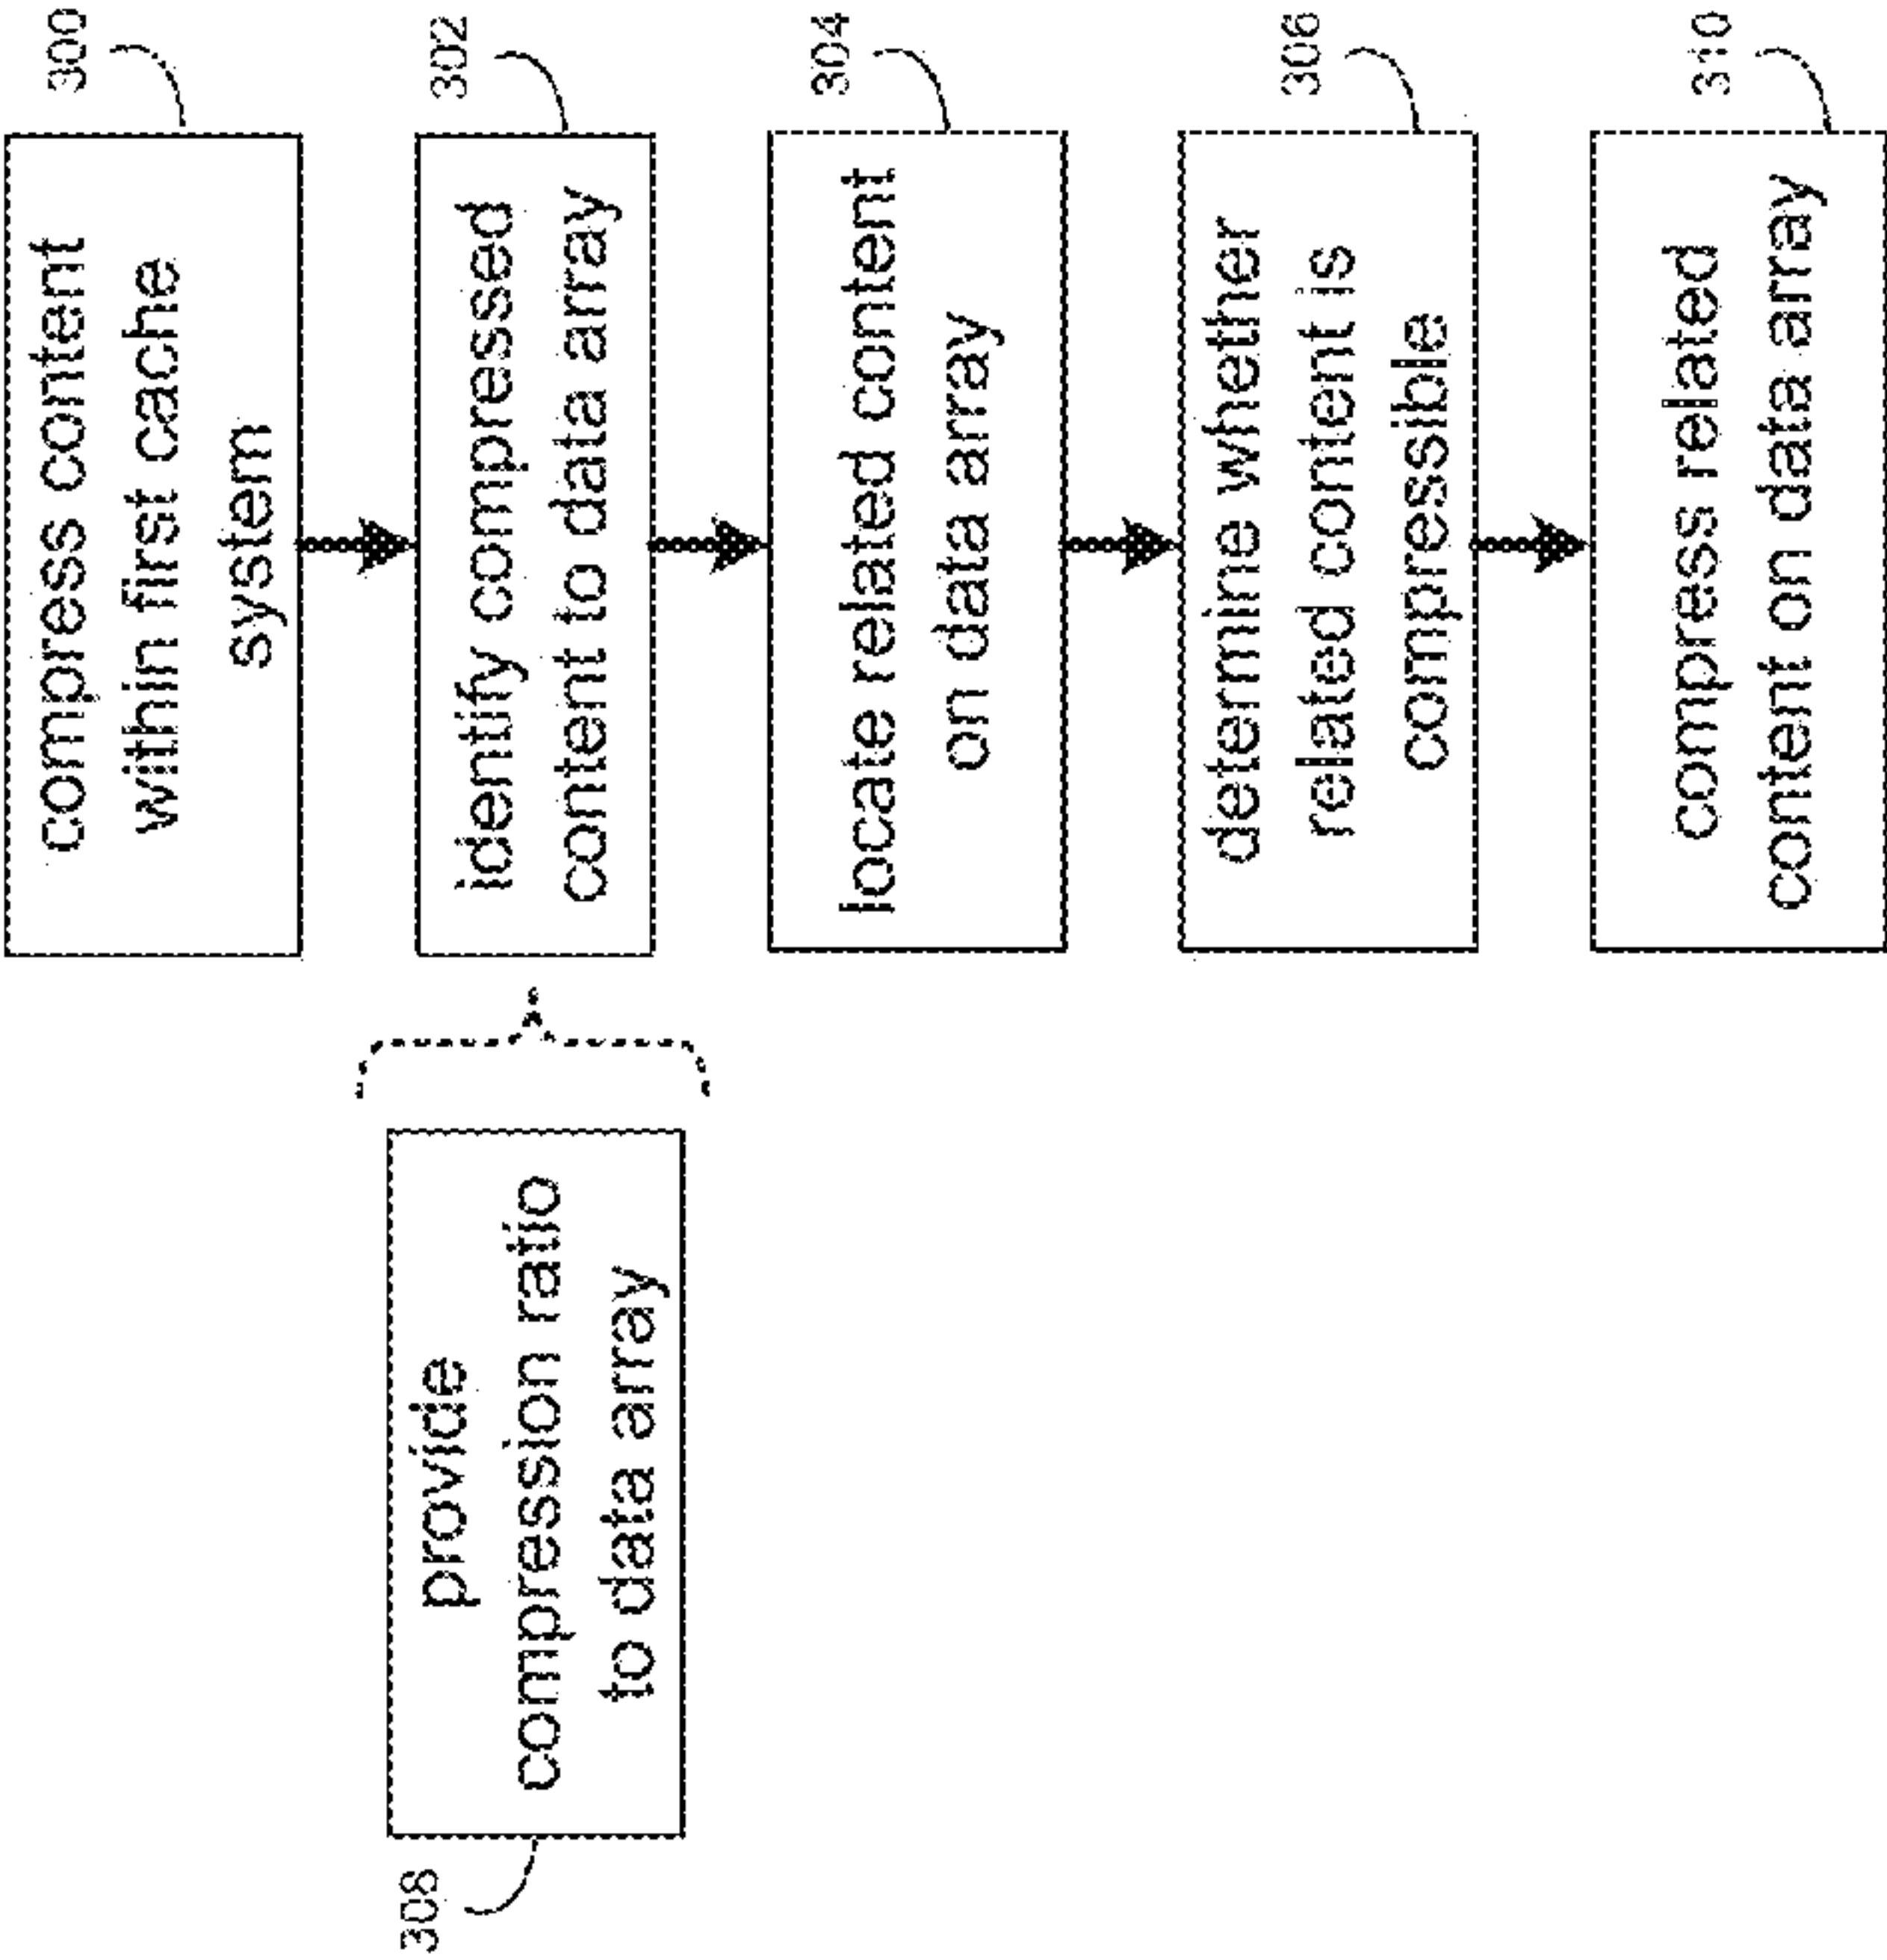 300
compress content
within first cache
system
302
identify compressed
content to data array
308
provide
compression ratio
to data array
304
locate related content
on data array
306
determine whether
related content is
compressible
310
compress related
content on data array